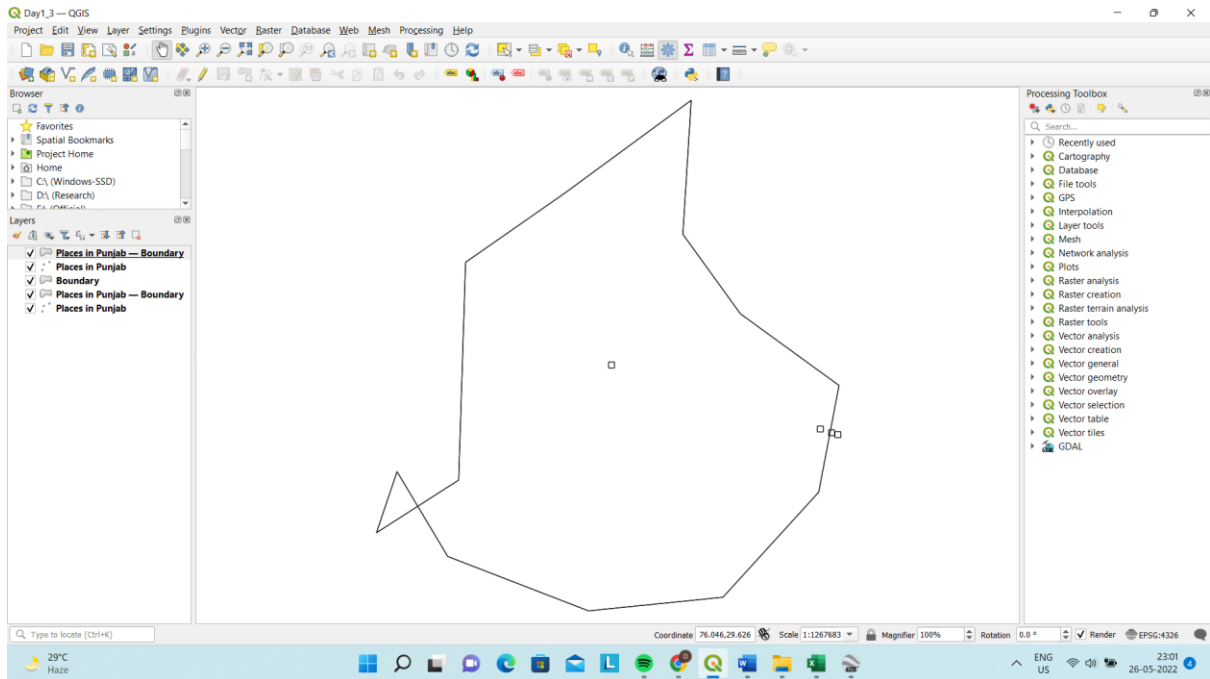 Day1_3 — QGIS
Project Edit View Layer Settings Plugins Vector Raster Database Web Mesh Processing Help
Browser
Favorites
Spatial Bookmarks
Project Home
Home
C:\ (Windows-SSD)
D:\ (Research)
Layers
Places in Punjab — Boundary
Places in Punjab
Boundary
Places in Punjab — Boundary
Places in Punjab
Processing Toolbox
Search...
Recently used
Cartography
Database
File tools
GPS
Interpolation
Layer tools
Mesh
Network analysis
Plots
Raster analysis
Raster creation
Raster terrain analysis
Raster tools
Vector analysis
Vector creation
Vector general
Vector geometry
Vector overlay
Vector selection
Vector table
Vector tiles
GDAL
Type to locate (Ctrl+K) Coordinate 76.046,29.626 Scale 1:1267683 Magnifier 100% Rotation 0.0 ° Render EPSG:4326
29°C
Haze
ENG
US
23:01
26-05-2022
4